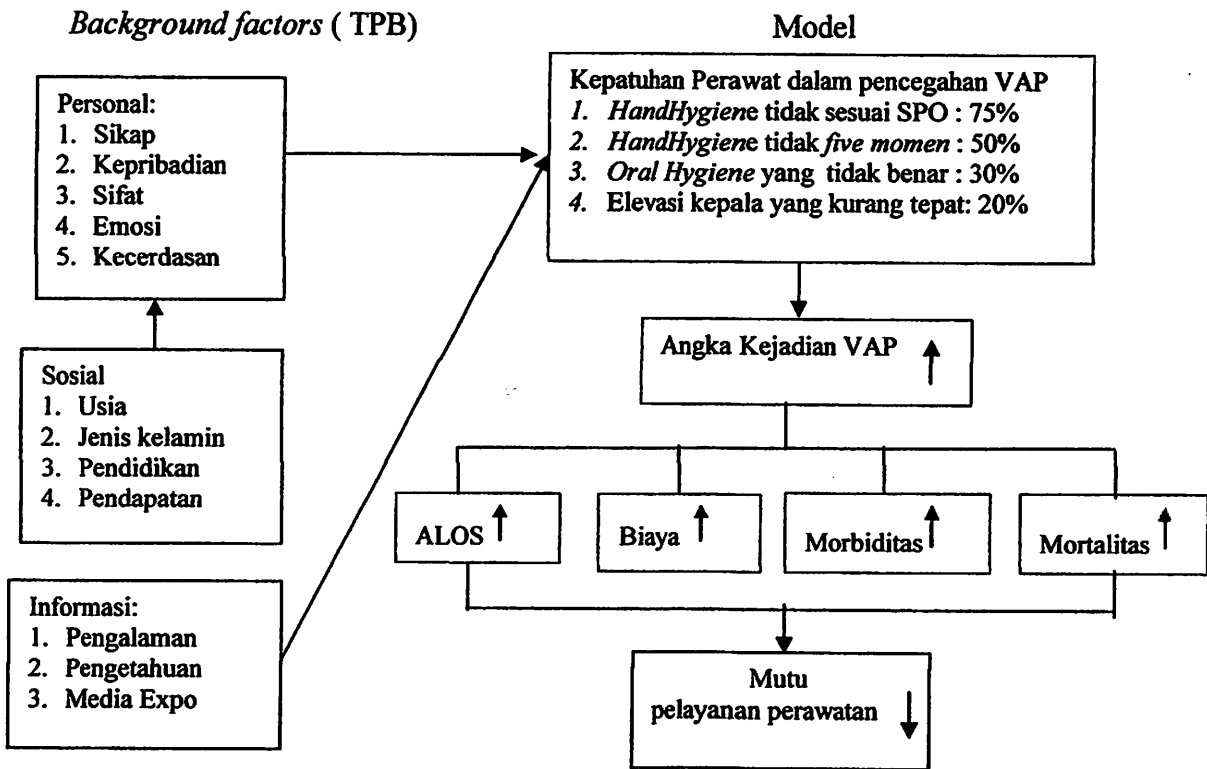 Background factors ( TPB)
Model
Personal:
1. Sikap
2. Kepribadian
3. Sifat
4. Emosi
5. Kecerdasan
Sosial
1. Usia
2. Jenis kelamin
3. Pendidikan
4. Pendapatan
Informasi:
1. Pengalaman
2. Pengetahuan
3. Media Expo
Kepatuhan Perawat dalam pencegahan VAP
1. HandHygiene tidak sesuai SPO : 75%
2. HandHygiene tidak five momen : 50%
3. Oral Hygiene yang tidak benar : 30%
4. Elevasi kepala yang kurang tepat: 20%
Angka Kejadian VAP
ALOS
Biaya
Morbiditas
Mortalitas
Mutu
pelayanan perawatan